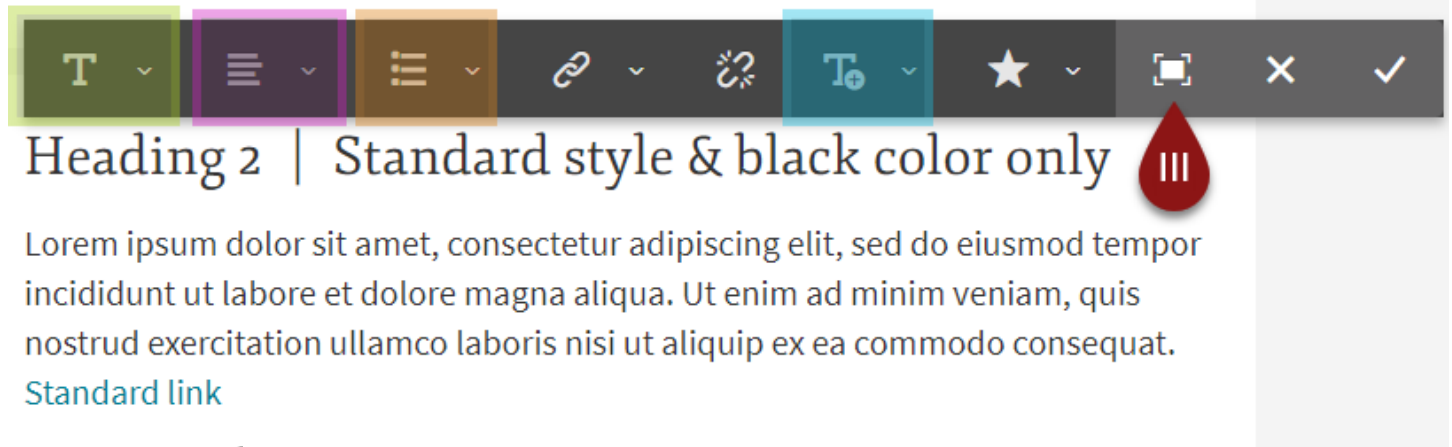 T
T
III
Heading 2 | Standard style & black color only
Lorem ipsum dolor sit amet, consectetur adipiscing elit, sed do eiusmod tempor
incididunt ut labore et dolore magna aliqua. Ut enim ad minim veniam, quis
nostrud exercitation ullamco laboris nisi ut aliquip ex ea commodo consequat.
Standard link